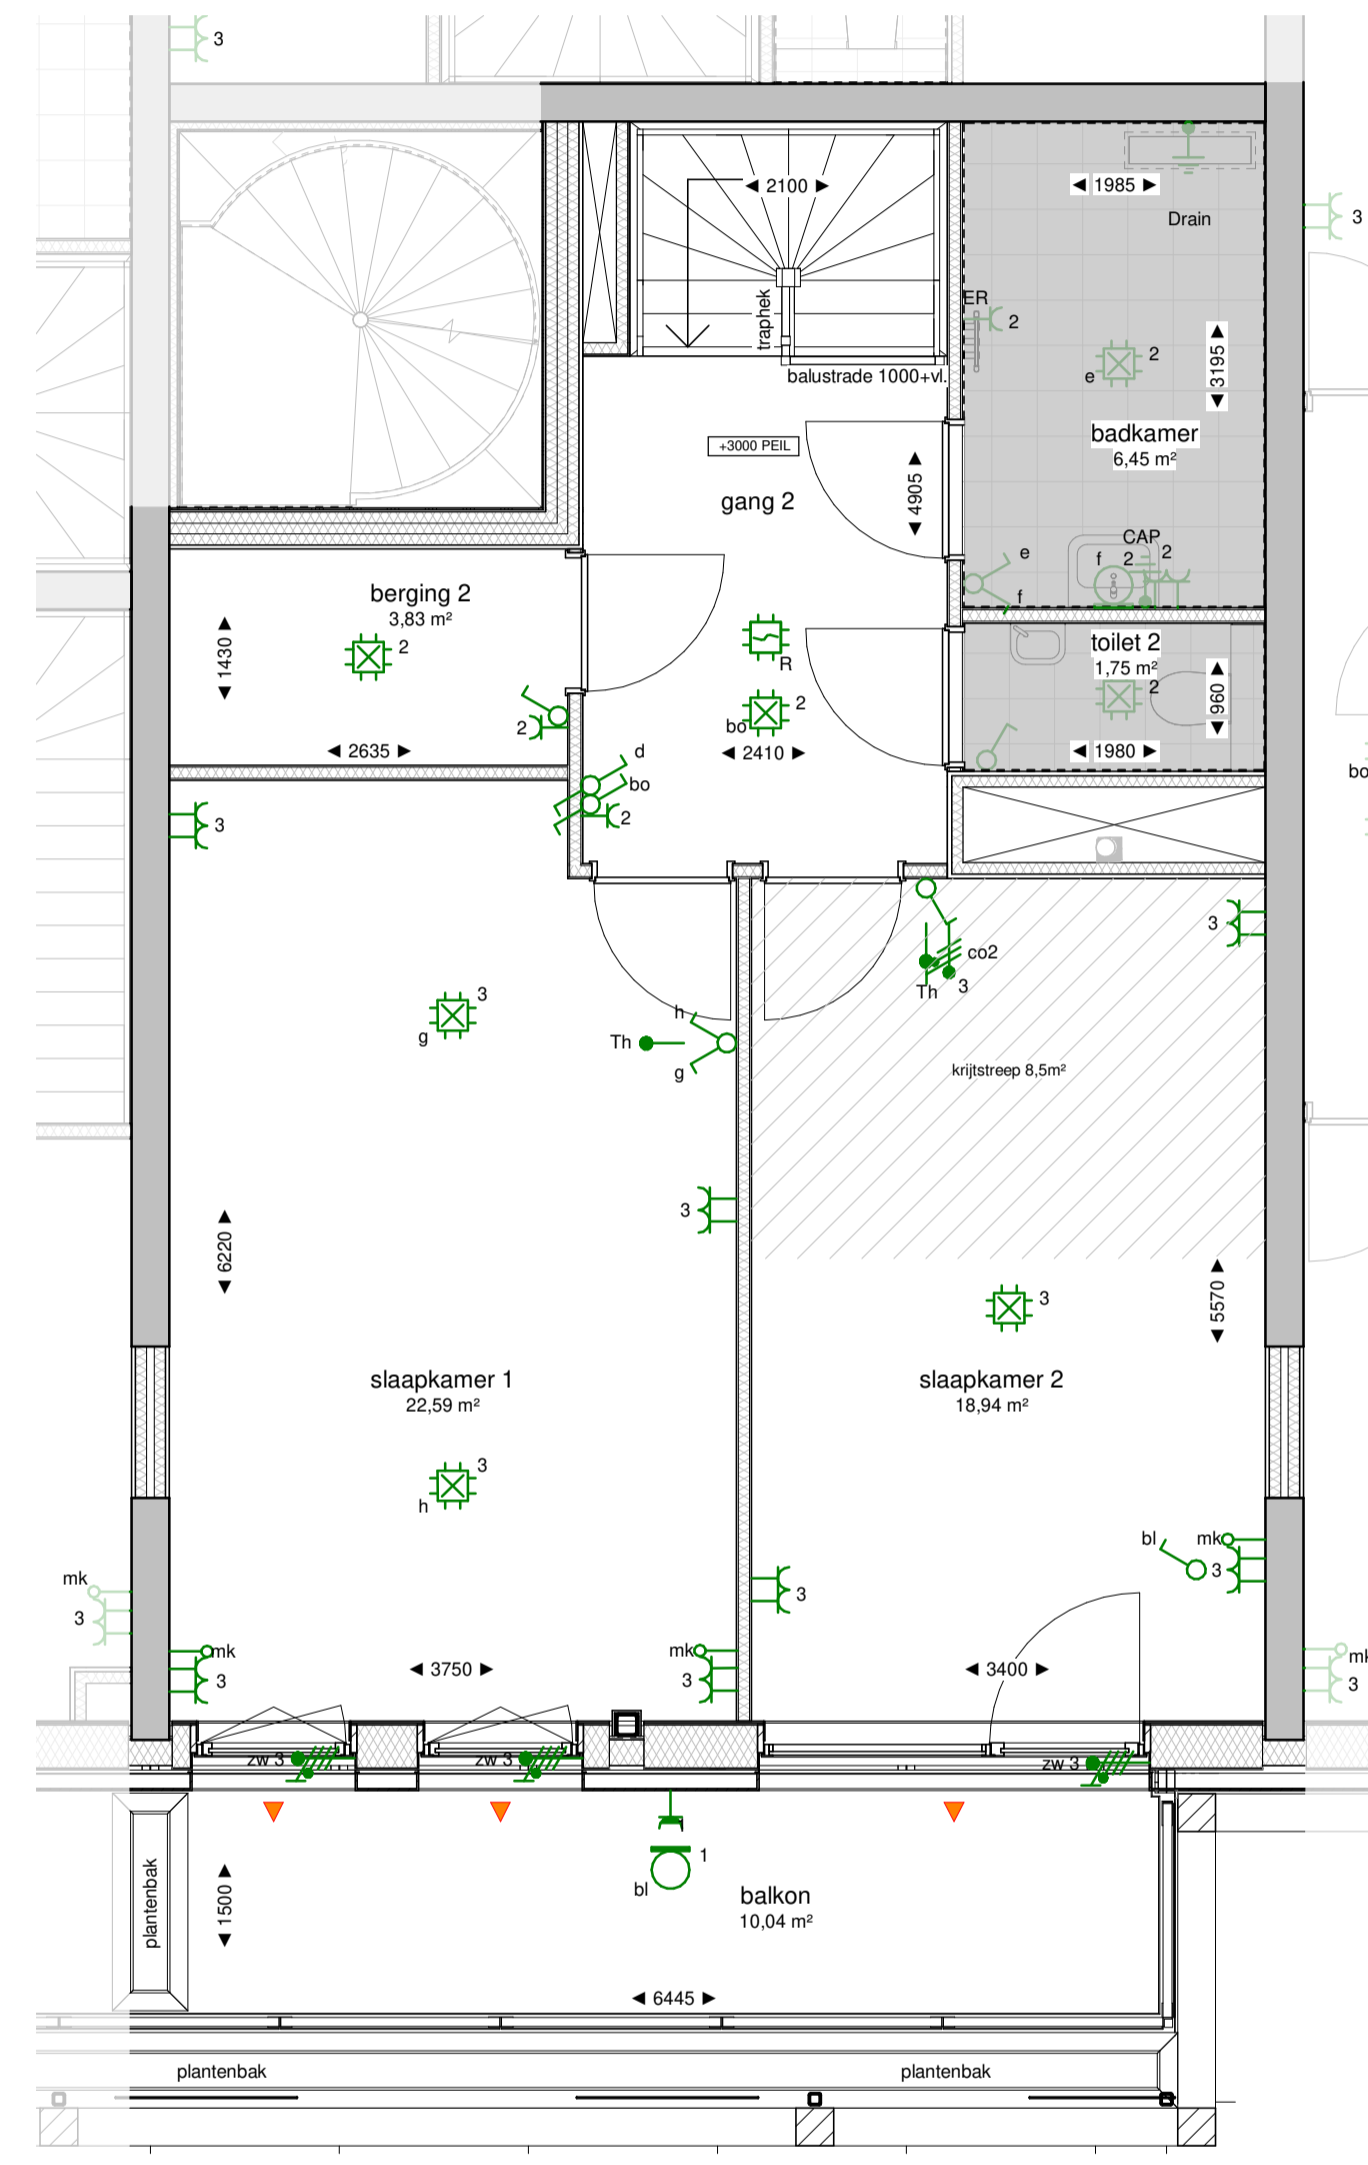 3
2100
1985
Drain
3
traphek
ER
2
2
e
3195
balustrade 1000+vl.
+3000 PEIL
badkamer
6,45 m²
4905
gang 2
CAP
e
f
2
2
f
berging 2
3,83 m²
2
1430
R
toilet 2
1,75 m²
2
960
2
bo
2
2635
2410
1980
d
bo
2
bo
3
3
co2
Th
3
3
g
h
Th
g
krijtstreep 8,5m²
3
6220
5570
3
slaapkamer 1
22,59 m²
slaapkamer 2
18,94 m²
3
h
bl
mk
3
mk
3
3
mk
3
mk
3
3750
3400
mk
3
zw 3
zw 3
zw 3
plantenbak
1500
1
bl
balkon
10,04 m²
6445
plantenbak
plantenbak